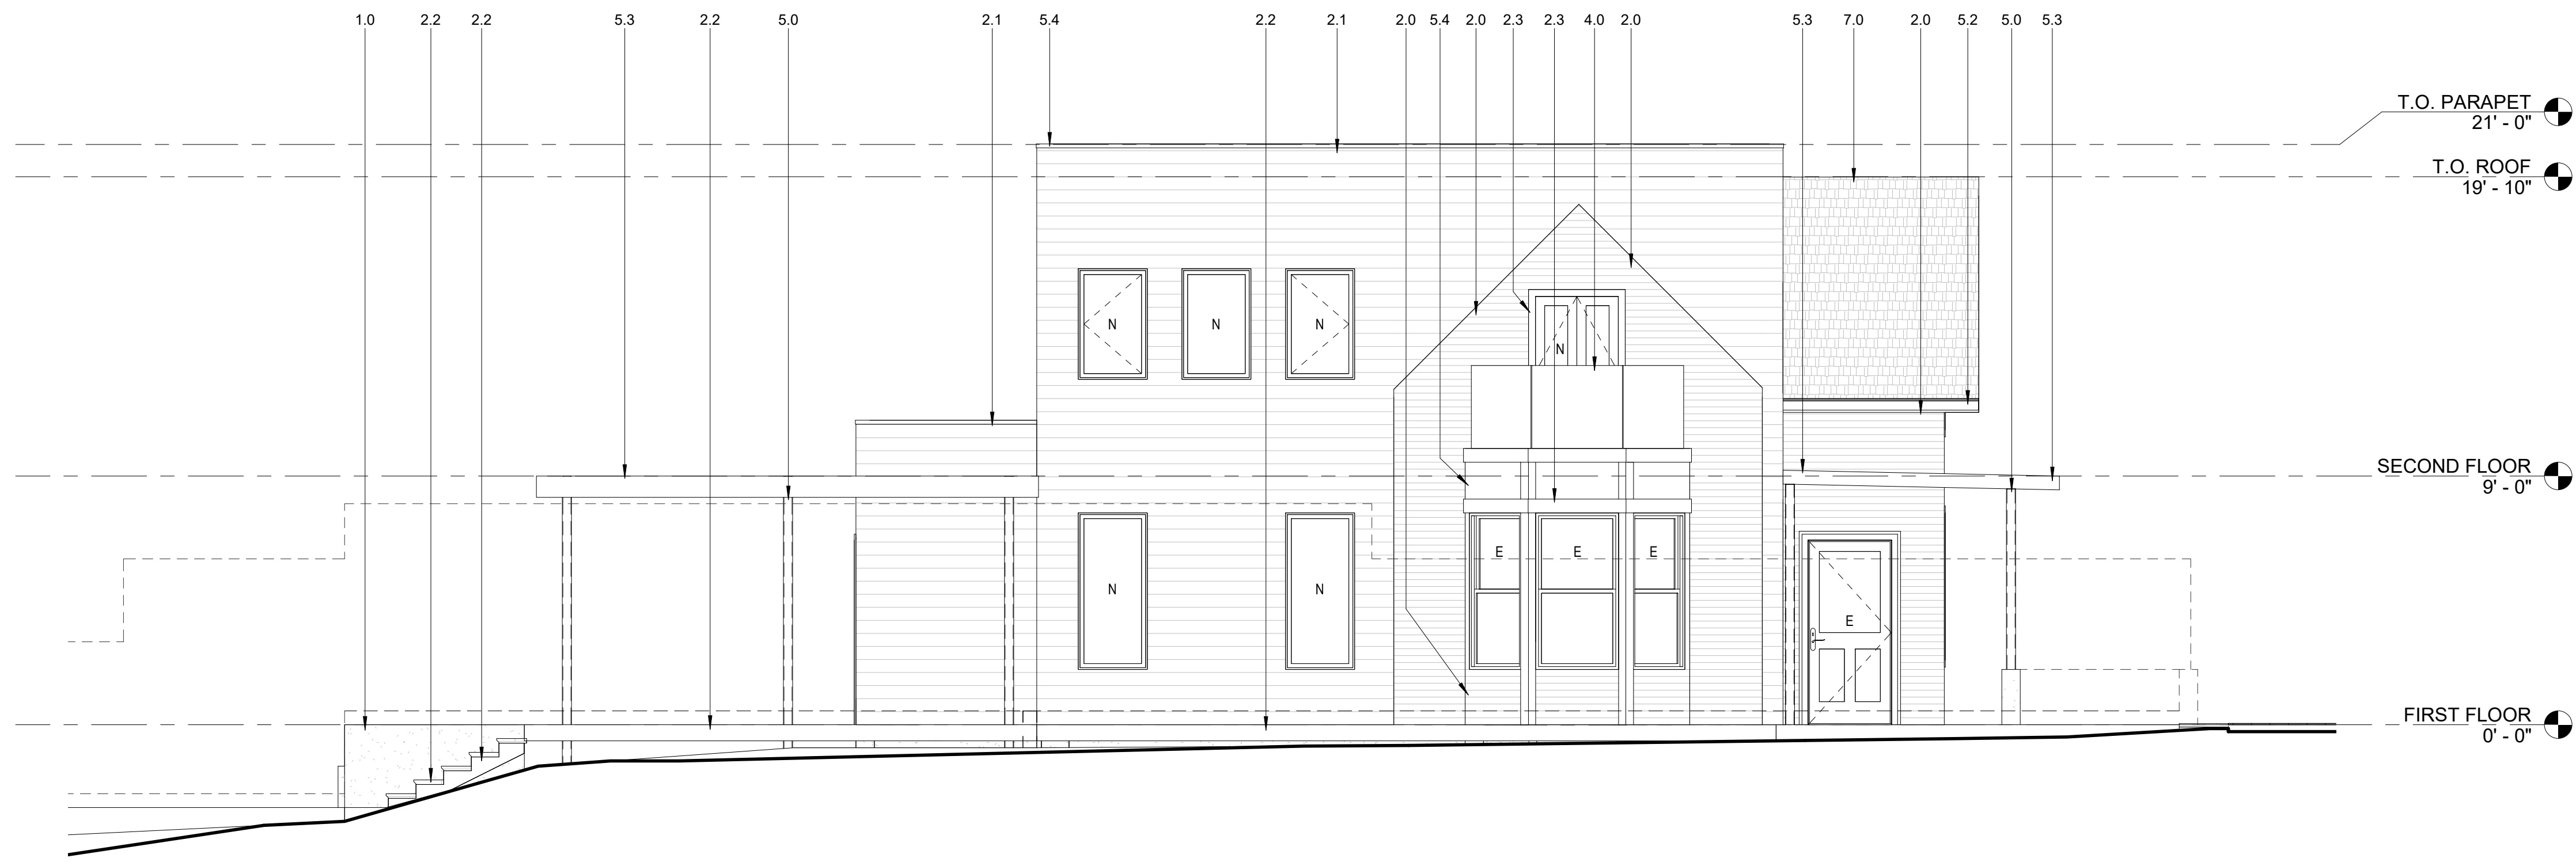 1.0 2.2 2.2 5.3 2.2 5.0 2.1 5.4 2.2 2.1 2.0 5.4 2.0 2.3 2.3 4.0 2.0 5.3 7.0 2.0 5.2 5.0 5.3
T.O. PARAPET
21' - 0"
T.O. ROOF
19' - 10"
N N N
N
SECOND FLOOR
9' - 0"
E E E
N N
E
FIRST FLOOR
0' - 0"